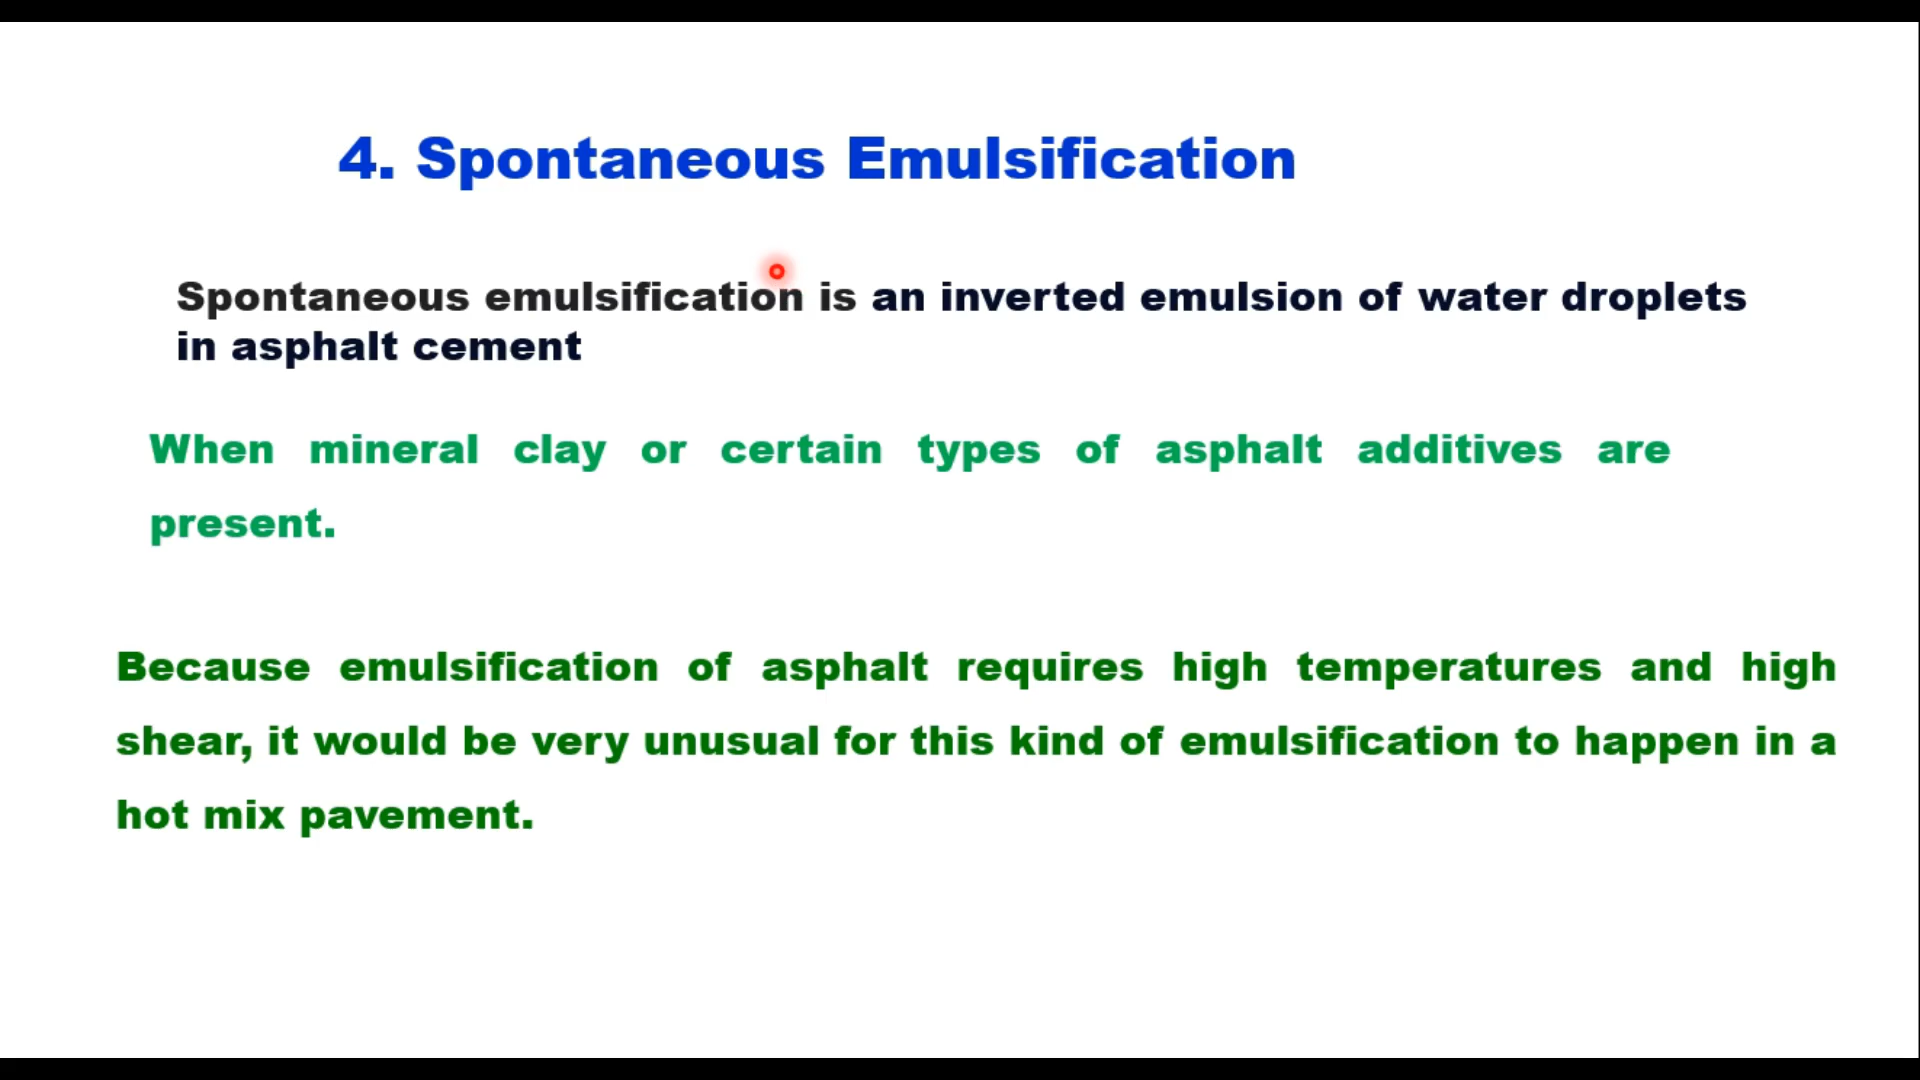 4. Spontaneous Emulsification
Spontaneous emulsification is an inverted emulsion of water droplets
in asphalt cement
When mineral clay or certain types of asphalt additives are
present.
Because emulsification of asphalt requires high temperatures and high
shear, it would be very unusual for this kind of emulsification to happen in a
hot mix pavement.